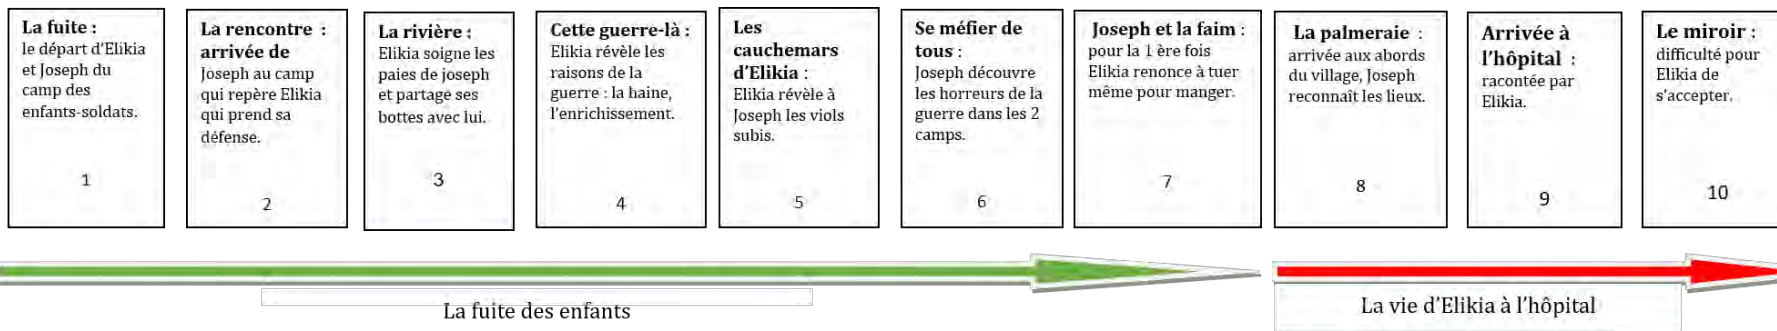 La fuite :
le départ d'Elikia
et Joseph du
camp des
enfants-soldats.
1
La rencontre :
arrivée de
Joseph au camp
qui repère Elikia
qui prend sa
défense.
2
La rivière :
Elikia soigne les
paies de joseph
et partage ses
bottes avec lui.
3
Cette guerre-là :
Elikia révèle les
raisons de la
guerre : la haine,
l'enrichissement.
4
Les
cauchemars
d'Elikia :
Elikia révèle à
Joseph les viols
subis.
5
Se méfier de
tous :
Joseph découvre
les horreurs de la
guerre dans les 2
camps.
6
Joseph et la faim :
pour la 1 ère fois
Elikia renonce à tuer
même pour manger.
7
La palmeraie :
arrivée aux abords
du village, Joseph
reconnaît les lieux.
8
Arrivée à
l'hôpital :
racontée par
Elikia.
9
Le miroir :
difficulté pour
Elikia de
s'accepter.
10
La fuite des enfants
La vie d'Elikia à l'hôpital